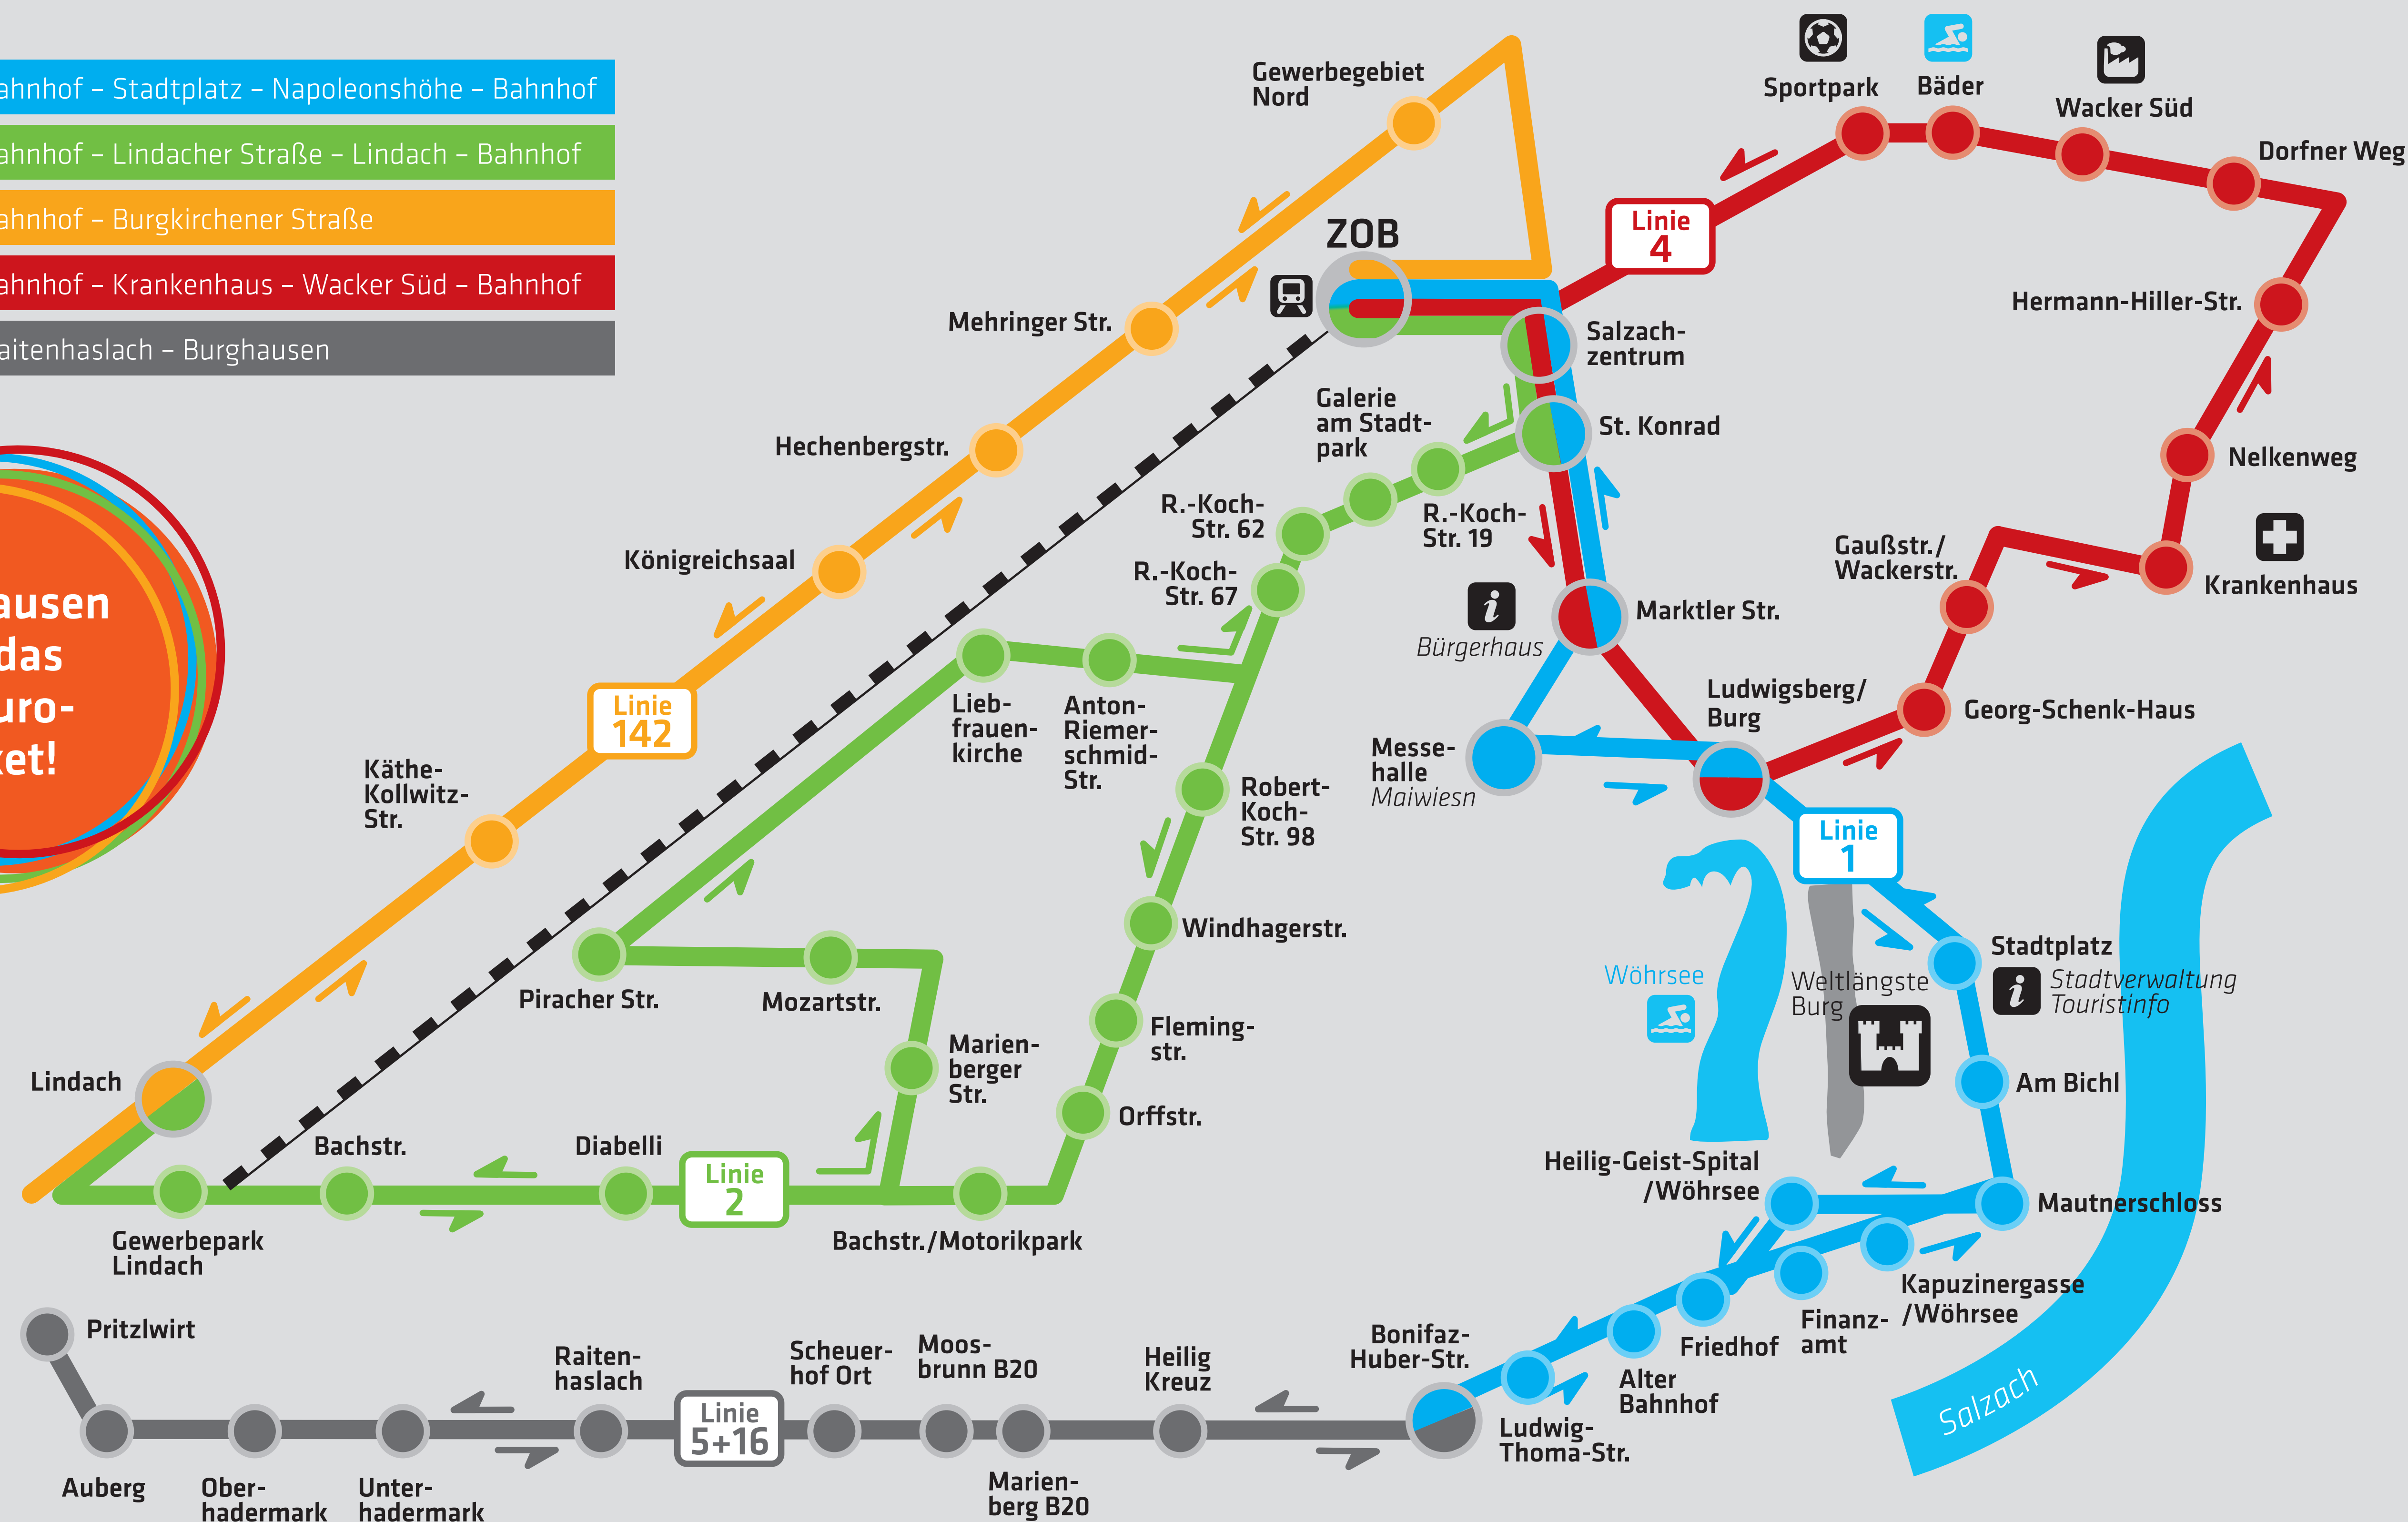 ahnhof – Stadtplatz – Napoleonshöhe – Bahnhof
ahnhof – Lindacher Straße – Lindach – Bahnhof
ahnhof – Burgkirchener Straße
ahnhof – Krankenhaus – Wacker Süd – Bahnhof
aitenhaslach – Burghausen
ausen
das
uro-
ket!
Gewerbegebiet
Nord
Sportpark
Bäder
Wacker Süd
Dorfner Weg
Linie
4
ZOB
Hermann-Hiller-Str.
Mehringer Str.
Salzach-
zentrum
Galerie
am Stadt-
park
St. Konrad
Hechenbergstr.
Nelkenweg
R.-Koch-
Str. 62
R.-Koch-
Str. 19
Königreichsaal
R.-Koch-
Str. 67
Gaußstr./
Wackerstr.
Krankenhaus
Bürgerhaus
Marktler Str.
Linie
142
Lieb-
frauen-
kirche
Anton-
Riemer-
schmid-
Str.
Ludwigsberg/
Burg
Georg-Schenk-Haus
Messe-
halle
Maiwiesn
Käthe-
Kollwitz-
Str.
Robert-
Koch-
Str. 98
Linie
1
Windhagerstr.
Stadtplatz
Stadtverwaltung
Touristinfo
Wöhrsee
Weltlängste
Burg
Piracher Str.
Mozartstr.
Fleming-
str.
Marien-
berger
Str.
Lindach
Am Bichl
Orffstr.
Bachstr.
Diabelli
Linie
2
Heilig-Geist-Spital
/Wöhrsee
Mautnerschloss
Gewerbepark
Lindach
Bachstr./Motorikpark
Kapuzinergasse
/Wöhrsee
Finanz-
amt
Friedhof
Alter
Bahnhof
Salzach
Pritzlwirt
Raiten-
haslach
Scheuer-
hof Ort
Moos-
brunn B20
Heilig
Kreuz
Bonifaz-
Huber-Str.
Linie
5+16
Ludwig-
Thoma-Str.
Auberg
Ober-
hadermark
Unter-
hadermark
Marien-
berg B20